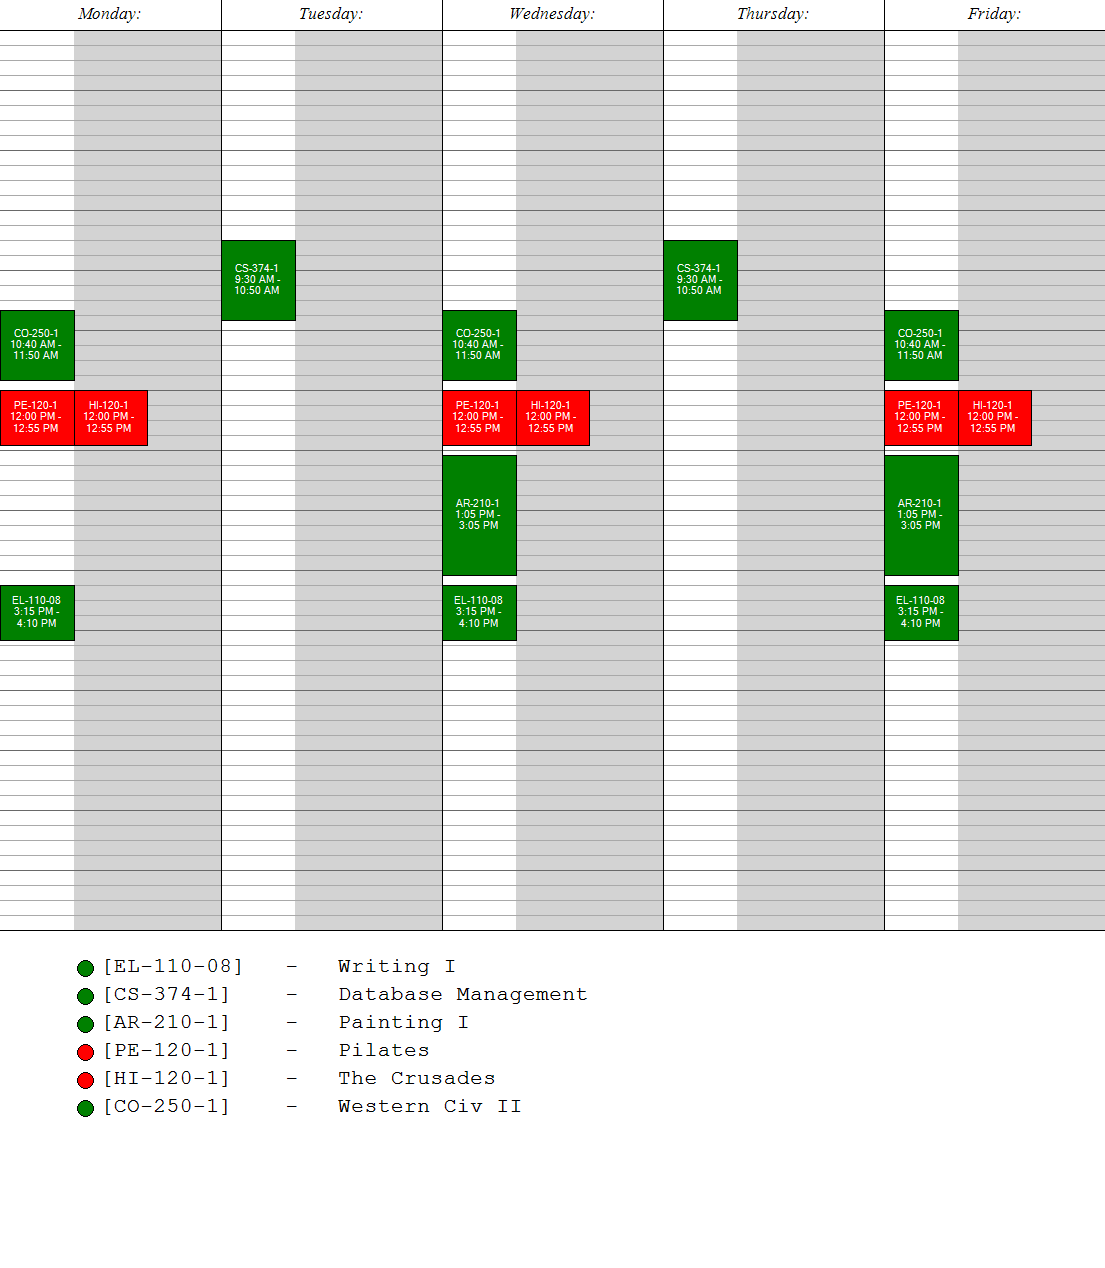 Monday: Tuesday: Wednesday: Thursday: Friday:
CS-374-1
9:30 AM -
10:50 AM
CS-374-1
9:30 AM -
10:50 AM
CO-250-1
10:40 AM -
11:50 AM
CO-250-1
10:40 AM -
11:50 AM
CO-250-1
10:40 AM -
11:50 AM
PE-120-1
12:00 PM -
12:55 PM
HI-120-1
12:00 PM -
12:55 PM
PE-120-1
12:00 PM -
12:55 PM
HI-120-1
12:00 PM -
12:55 PM
PE-120-1
12:00 PM -
12:55 PM
HI-120-1
12:00 PM -
12:55 PM
AR-210-1
1:05 PM -
3:05 PM
AR-210-1
1:05 PM -
3:05 PM
EL-110-08
3:15 PM -
4:10 PM
EL-110-08
3:15 PM -
4:10 PM
EL-110-08
3:15 PM -
4:10 PM
[EL-110-08] - Writing I
[CS-374-1] - Database Management
[AR-210-1] - Painting I
[PE-120-1] - Pilates
[HI-120-1] - The Crusades
[CO-250-1] - Western Civ II